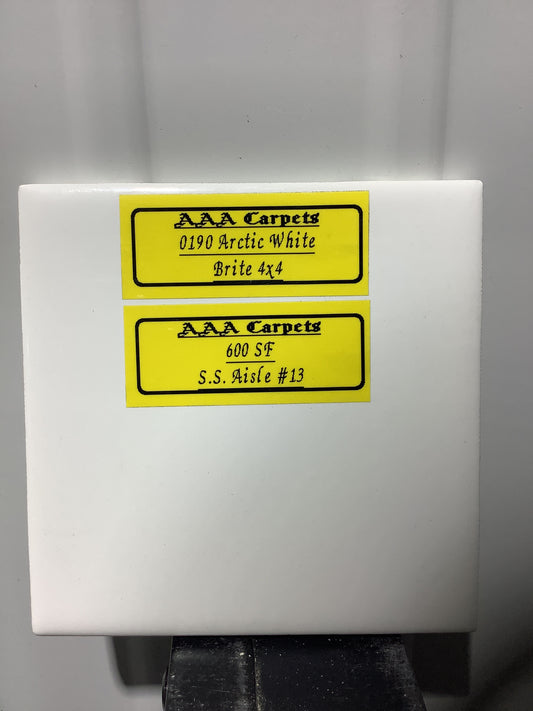 AAA Carpets
0190 Arctic White
Brite 4x4
AAA Carpets
600 SF
S.S. Aisle #13